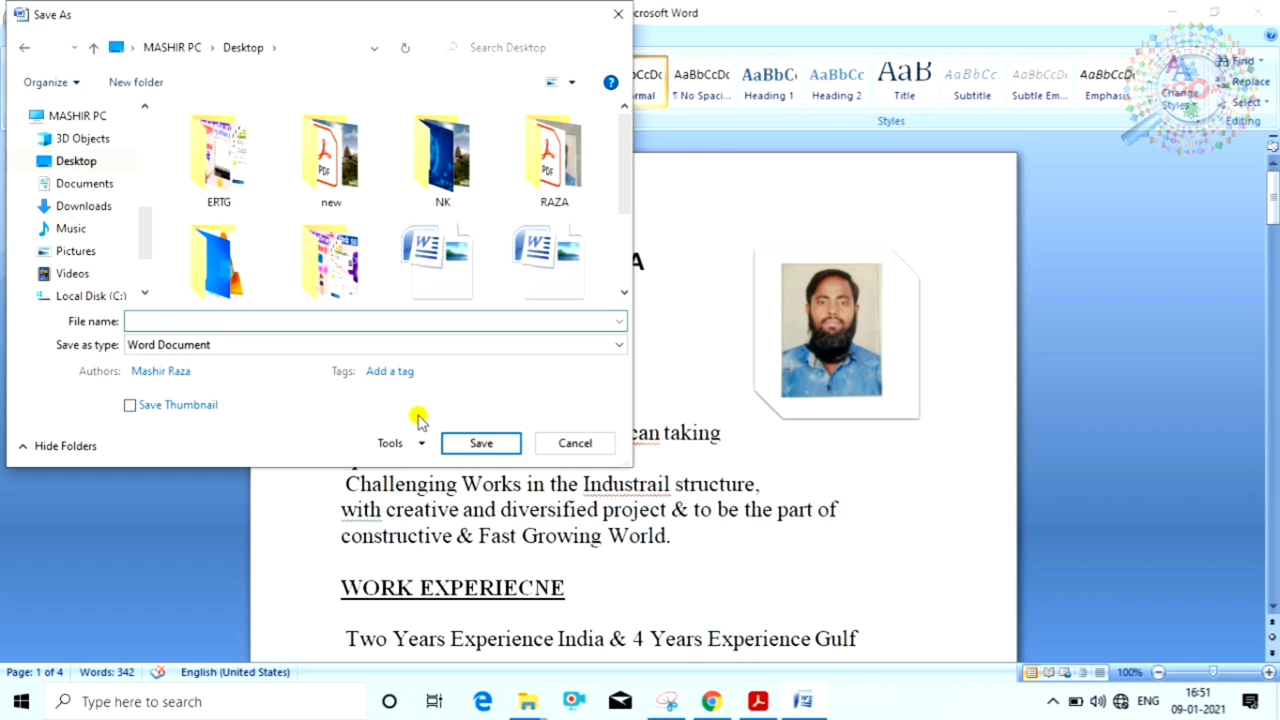 Save As
crosoft Word
MASHIR PC > Desktop >
Search Desktop
Organize
New folder
MASHIR PC
3D Objects
Desktop
Documents
Downloads
Music
Pictures
Videos
Local Disk (C:)
ERTG
new
NK
RAZA
PDF
PDF
File name:
Save as type: Word Document
Authors: Mashir Raza
Tags: Add a tag
Save Thumbnail
Hide Folders
Tools
Save
Cancel
AaBbCcDc
AaBbCc
AaBbCc
AaB
AaBbCc.
AaBbCcDc
AaBbCcDc
rmal
¶ No Spaci...
Heading 1
Heading 2
Title
Subtitle
Subtle Em...
Emphasis
Change
Styles
Styles
Find
Replace
Select
Editing
A
can taking
Challenging Works in the Industrail structure,
with creative and diversified project & to be the part of
constructive & Fast Growing World.
WORK EXPERIECNE
Two Years Experience India & 4 Years Experience Gulf
Page: 1 of 4
Words: 342
English (United States)
100%
Type here to search
ENG
16:51
09-01-2021